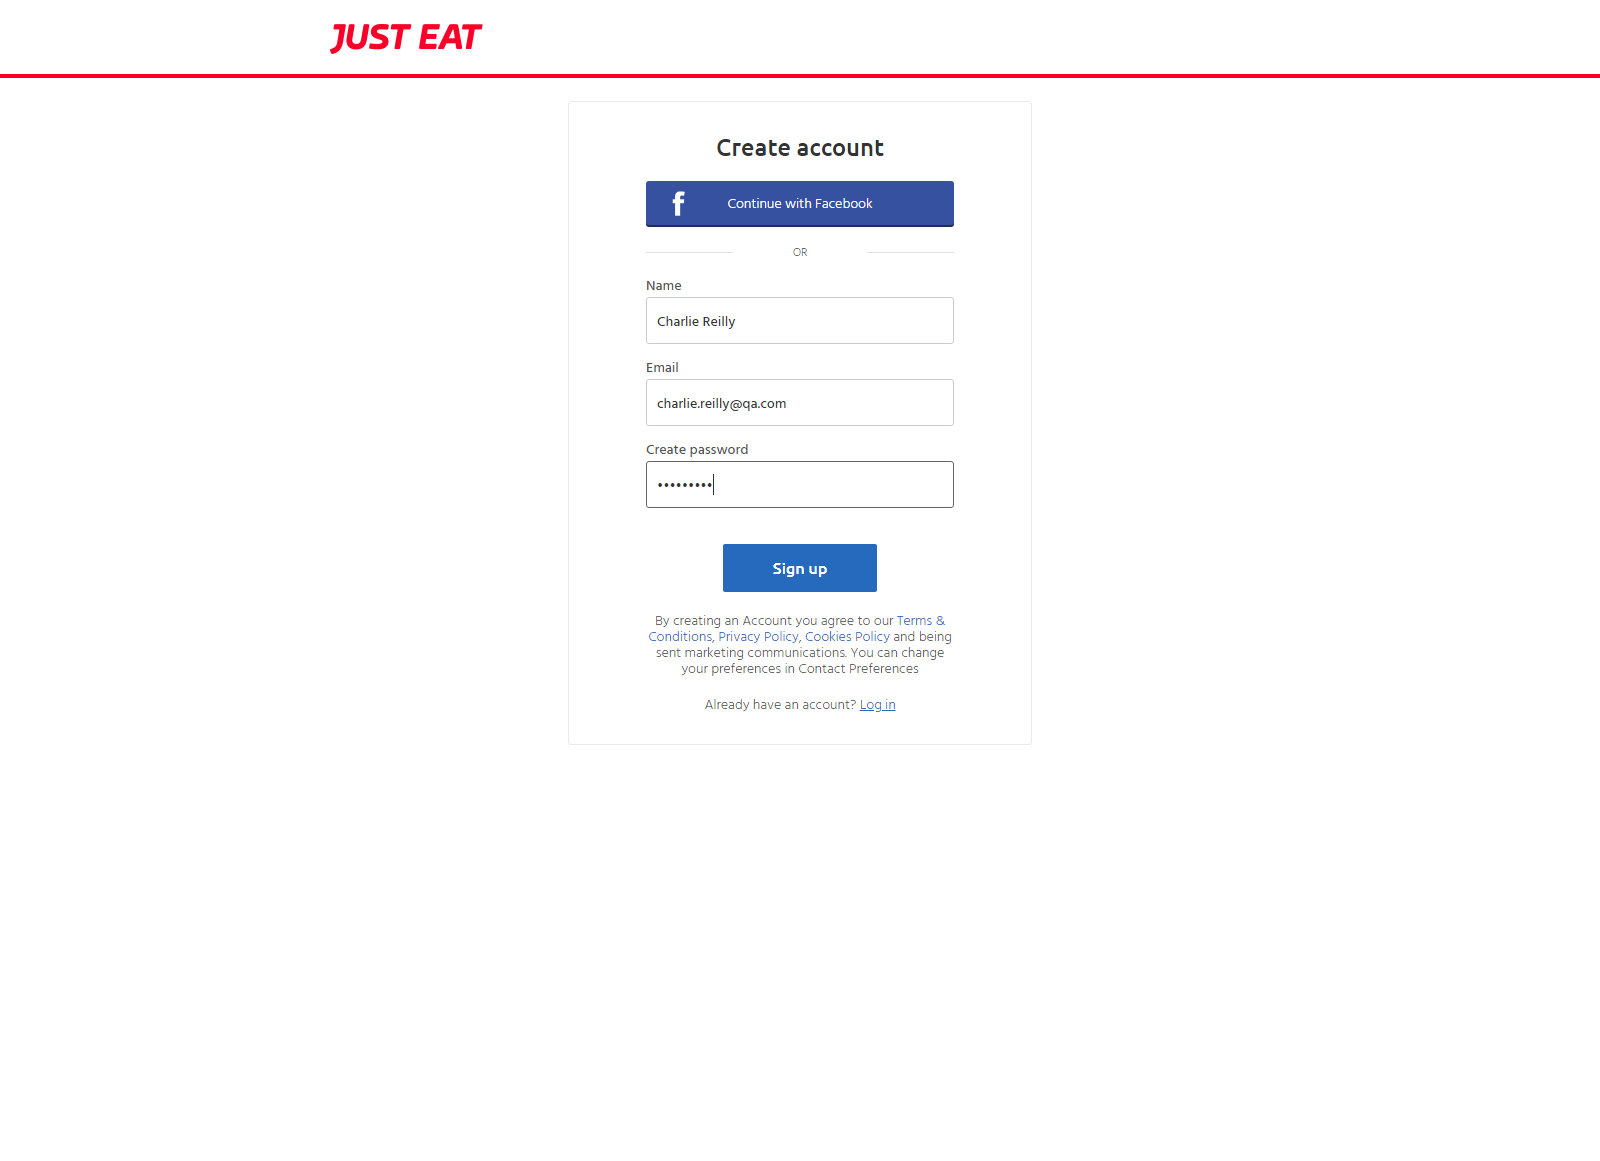 JUST EAT
Create account
f
Continue with Facebook
OR
Name
Charlie Reilly
Email
charlie.reilly@qa.com
Create password
•••••••••
Sign up
By creating an Account you agree to our Terms &
Conditions, Privacy Policy, Cookies Policy and being
sent marketing communications. You can change
your preferences in Contact Preferences
Already have an account? Log in